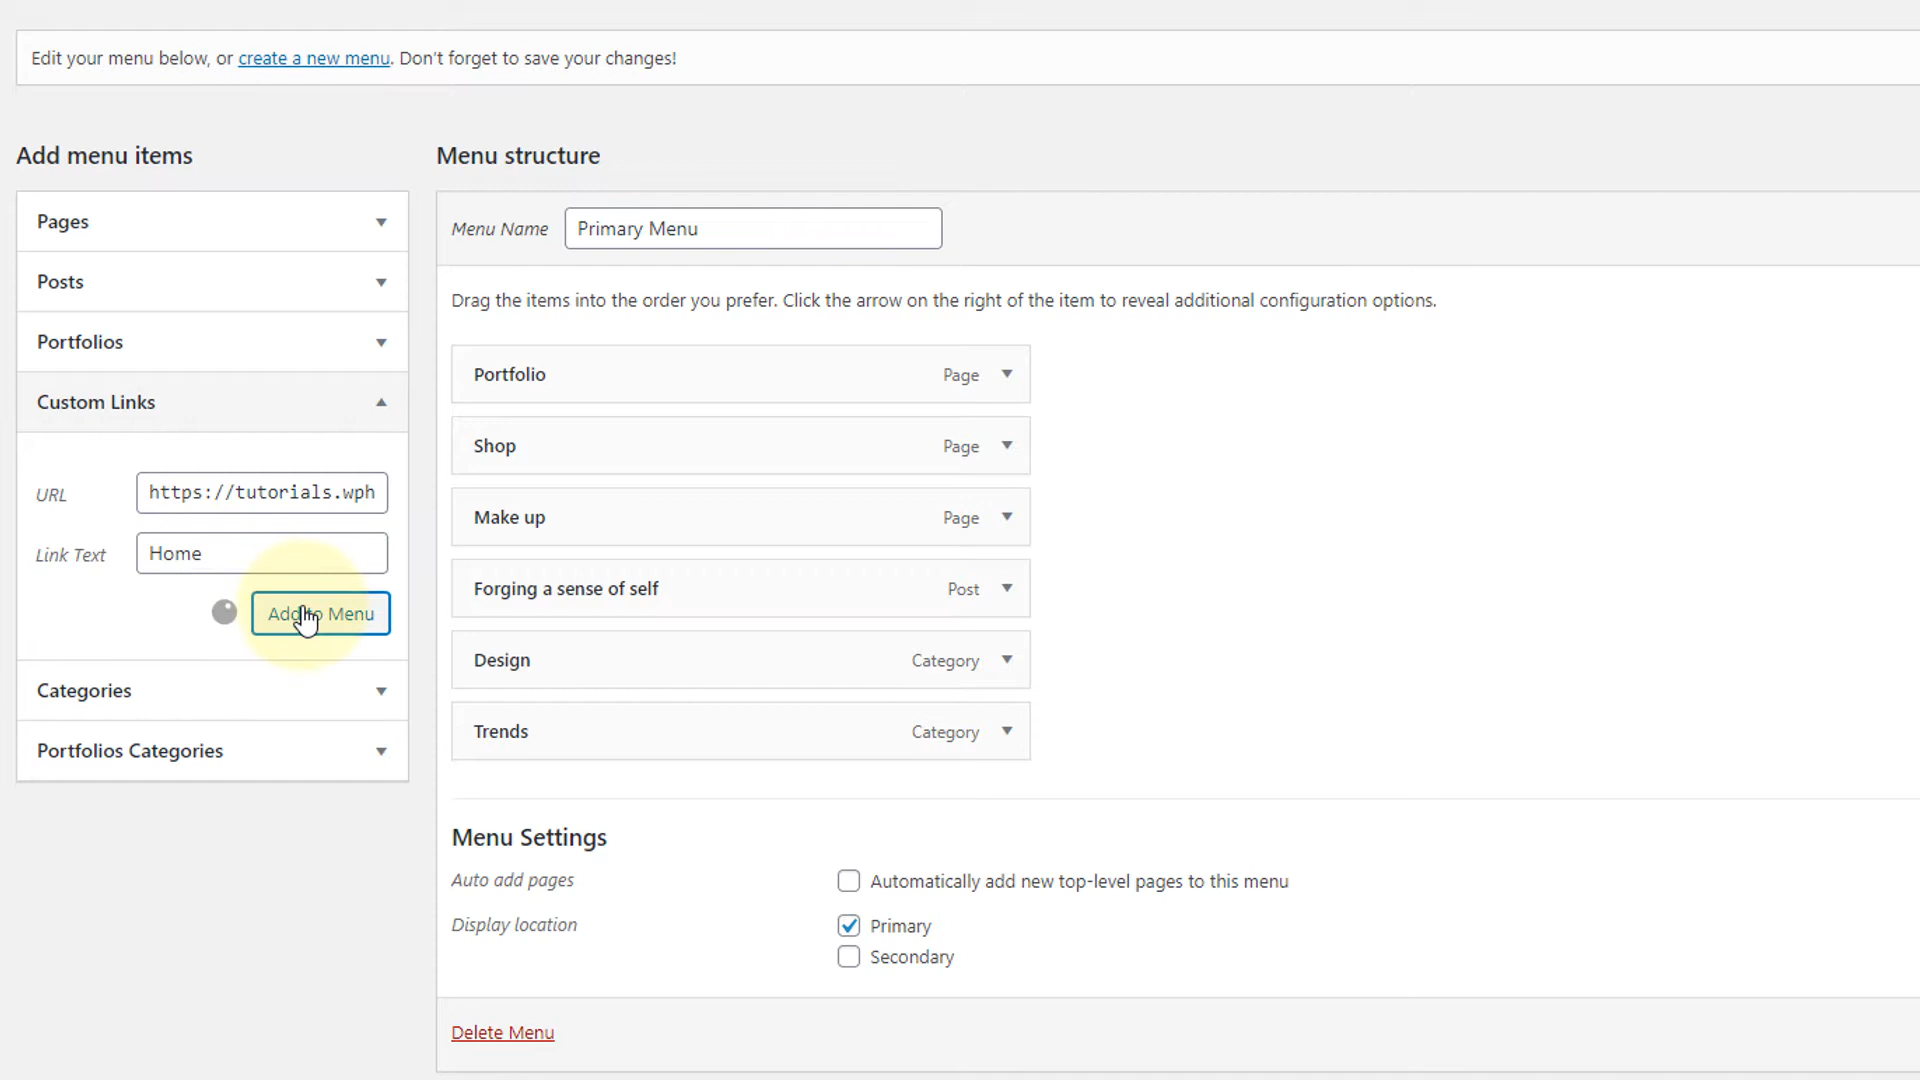 Edit your menu below, or create a new menu. Don't forget to save your changes!
Add menu items
Pages
Posts
Portfolios
Custom Links
URL https://tutorials.wph
Link Text Home
Add to Menu
Categories
Portfolios Categories
Menu structure
Menu Name Primary Menu
Drag the items into the order you prefer. Click the arrow on the right of the item to reveal additional configuration options.
Portfolio Page
Shop Page
Make up Page
Forging a sense of self Post
Design Category
Trends Category
Menu Settings
Auto add pages Automatically add new top-level pages to this menu
Display location Primary
Secondary
Delete Menu